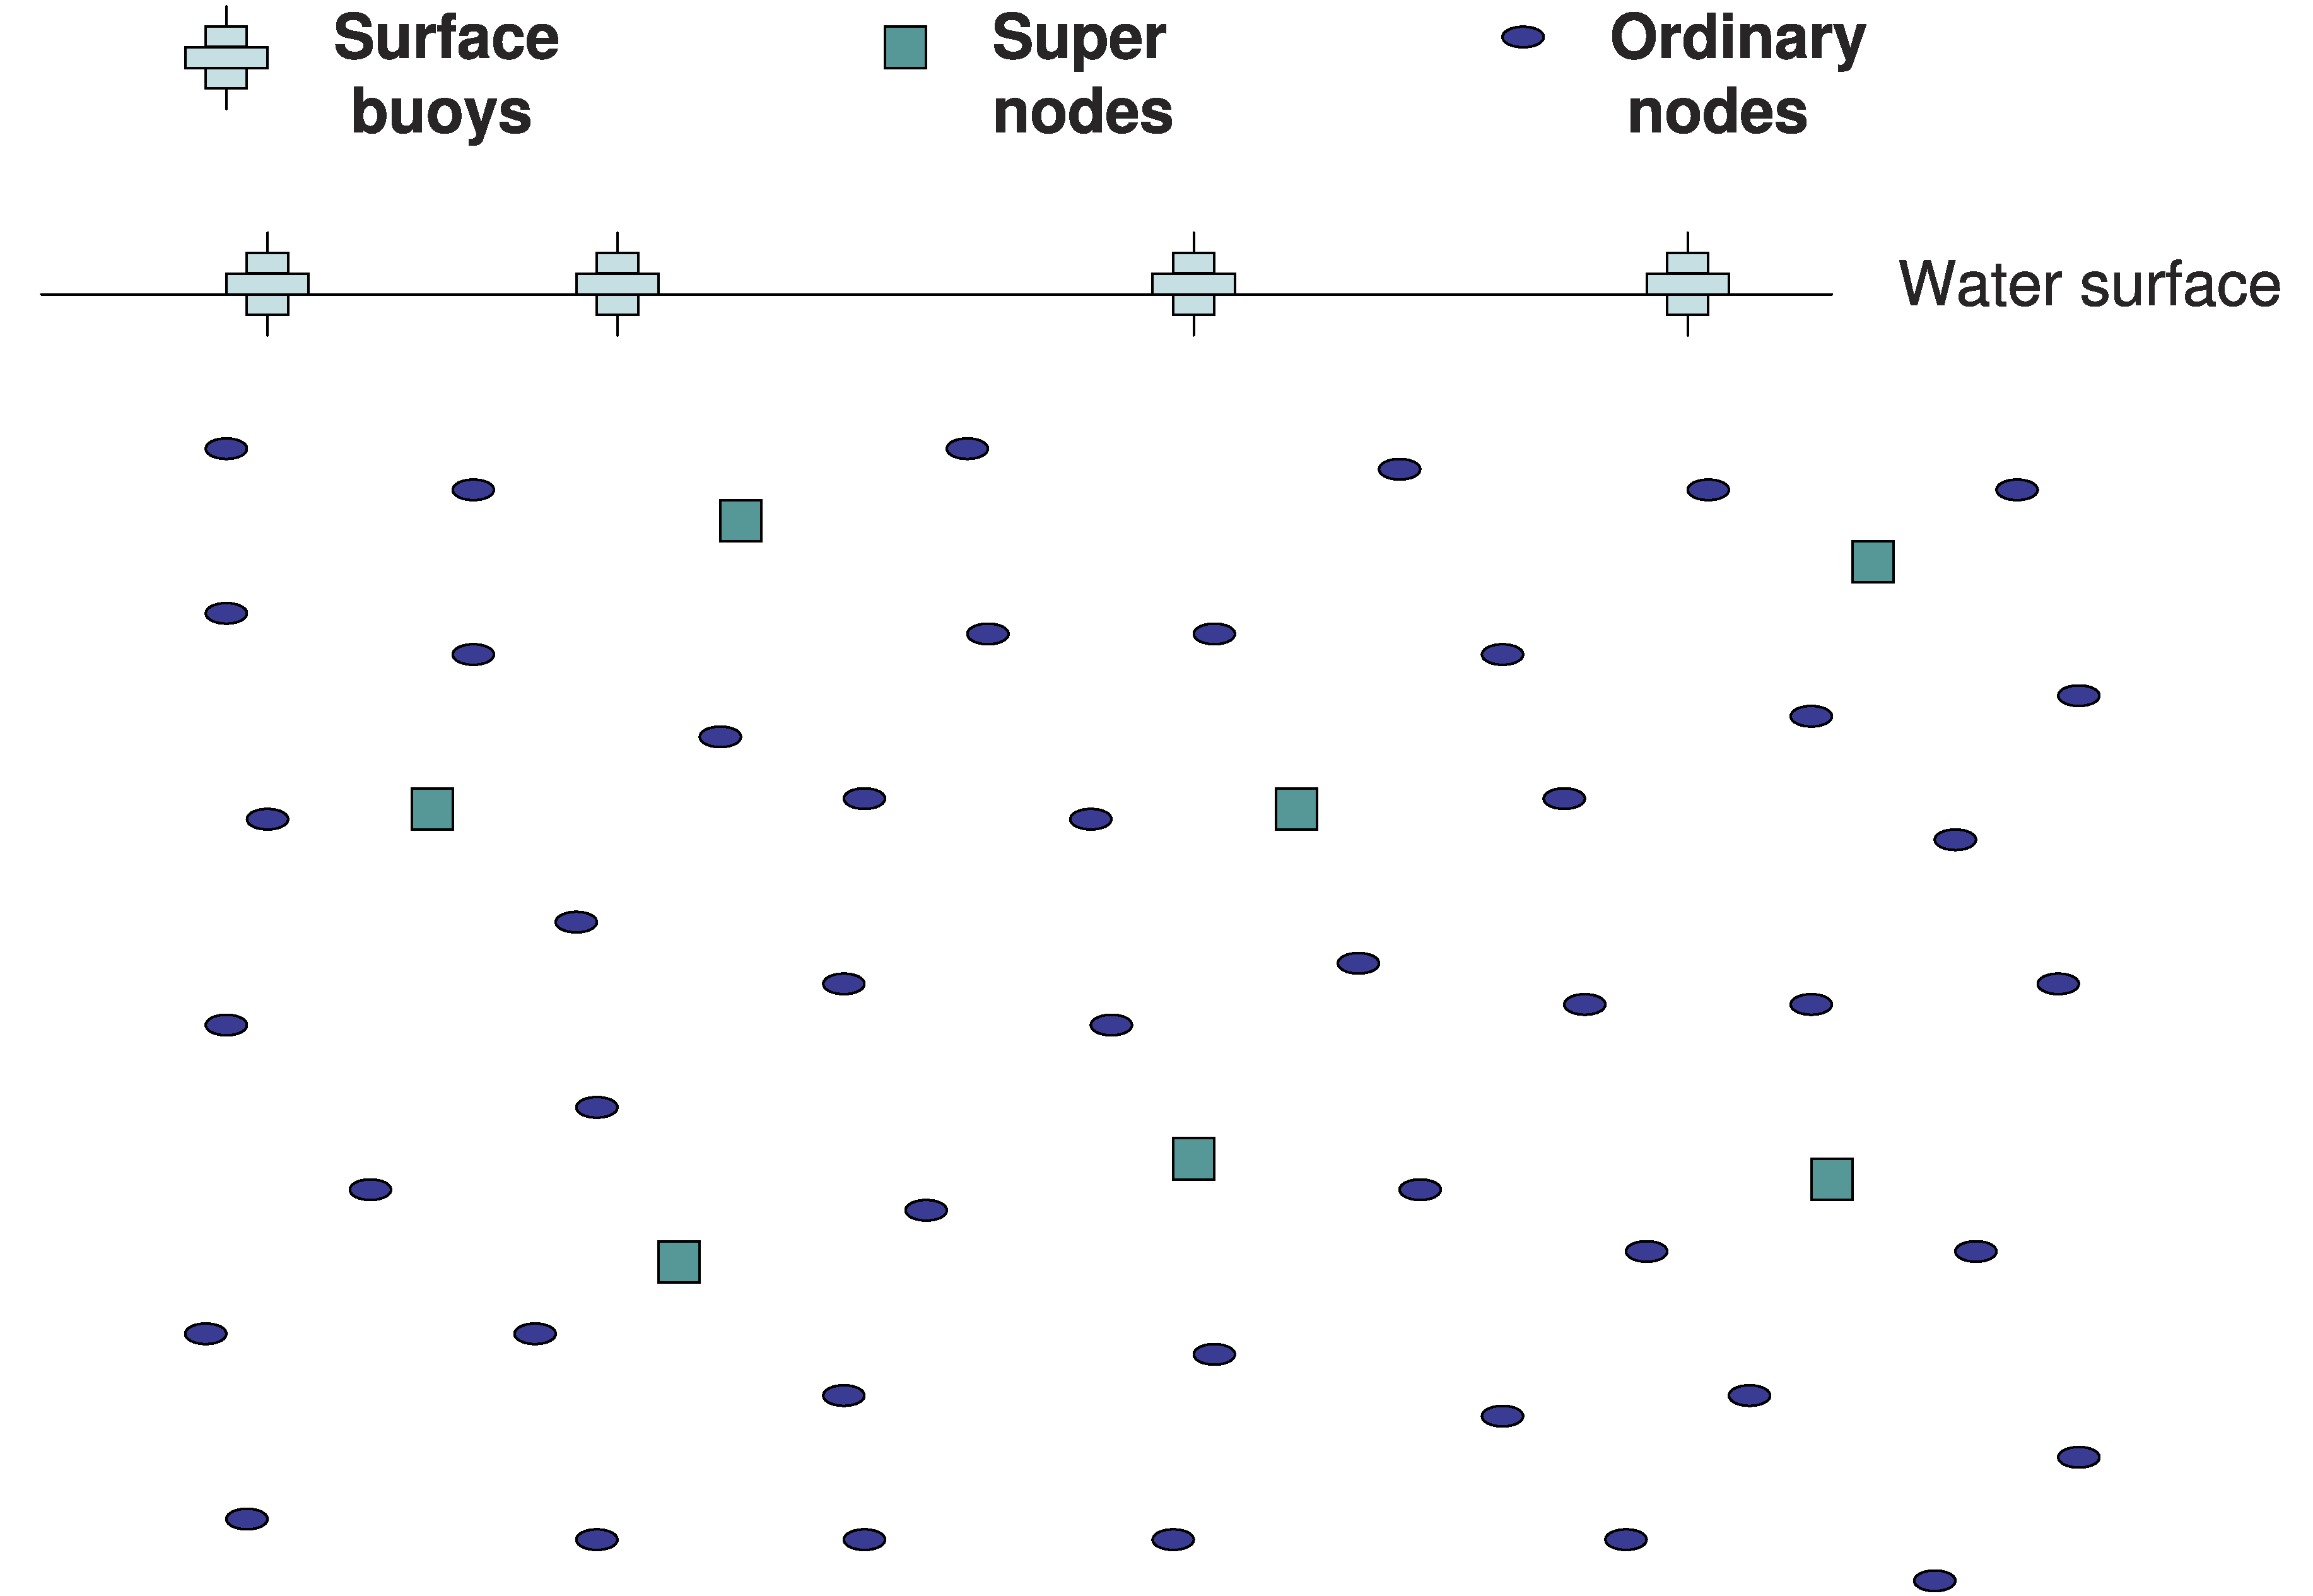 Surface
buoys
Super
nodes
Ordinary
nodes
Water surface